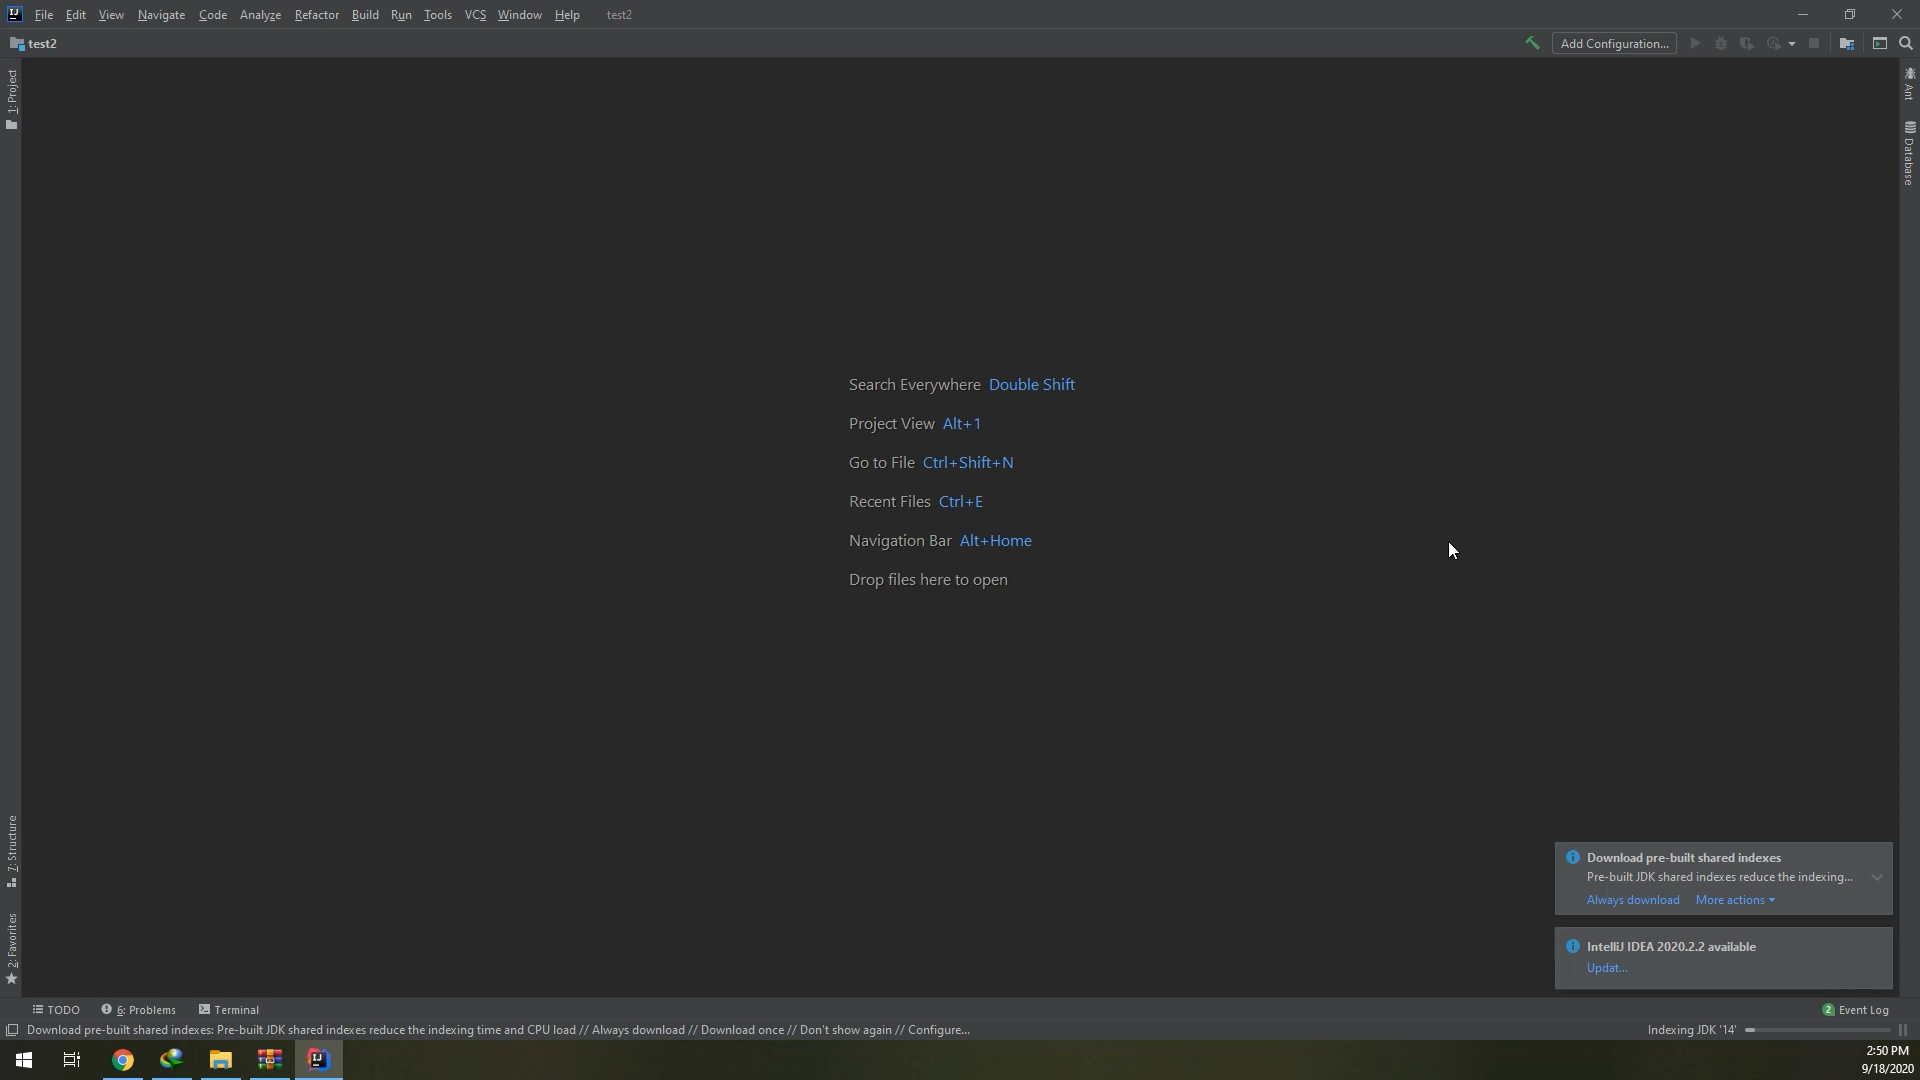 IJ File Edit View Navigate Code Analyze Refactor Build Run Tools VCS Window Help test2
test2 Add Configuration...
1: Project
Ant
Database
Search Everywhere Double Shift
Project View Alt+1
Go to File Ctrl+Shift+N
Recent Files Ctrl+E
Navigation Bar Alt+Home
Drop files here to open
7: Structure
2: Favorites
Download pre-built shared indexes
Pre-built JDK shared indexes reduce the indexing...
Always download More actions
IntelliJ IDEA 2020.2.2 available
Updat...
TODO 6: Problems Terminal 2 Event Log
Download pre-built shared indexes: Pre-built JDK shared indexes reduce the indexing time and CPU load // Always download // Download once // Don't show again // Configure... Indexing JDK '14'
IJ
2:50 PM
9/18/2020